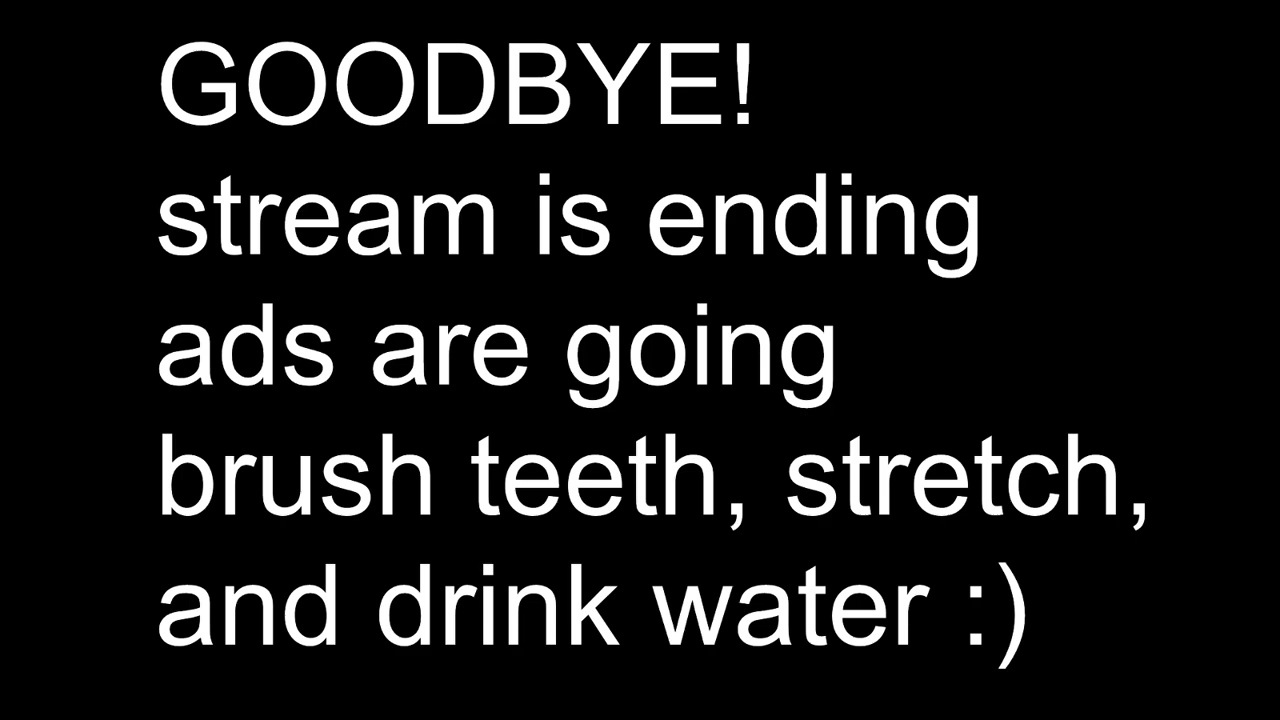 GOODBYE!
stream is ending
ads are going
brush teeth, stretch,
and drink water :)